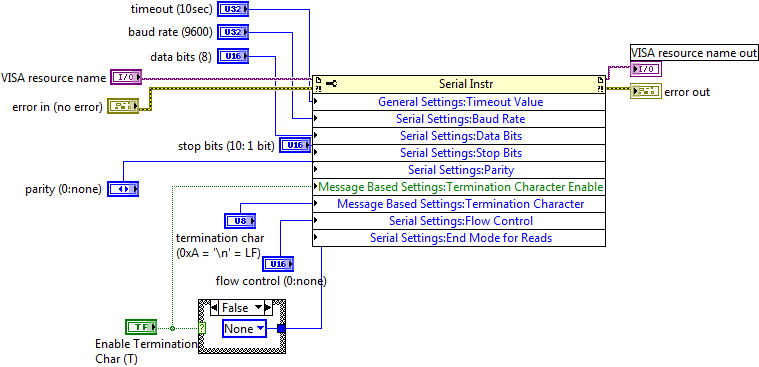 timeout (10sec)
U32
baud rate (9600)
U32
data bits (8)
U16
VISA resource name
I/O
error in (no error)
stop bits (10: 1 bit)
U16
parity (0:none)
Serial Instr
?!
?!
General Settings:Timeout Value
Serial Settings:Baud Rate
Serial Settings:Data Bits
Serial Settings:Stop Bits
Serial Settings:Parity
Message Based Settings:Termination Character Enable
Message Based Settings:Termination Character
Serial Settings:Flow Control
Serial Settings:End Mode for Reads
VISA resource name out
I/O
error out
U8
termination char
(0xA = '\n' = LF)
U16
flow control (0:none)
False
?
None
TF
Enable Termination
Char (T)